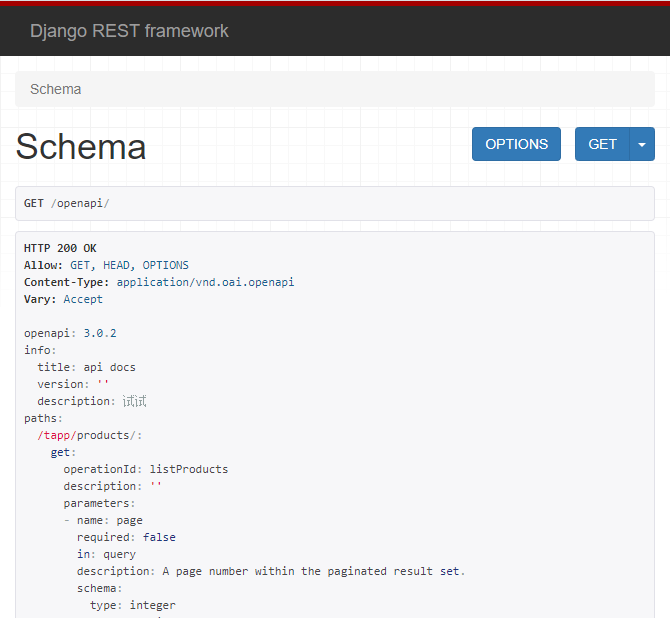 Django REST framework
Schema
Schema
OPTIONS
GET
GET /openapi/
HTTP 200 OK
Allow: GET, HEAD, OPTIONS
Content-Type: application/vnd.oai.openapi
Vary: Accept
openapi: 3.0.2
info:
title: api docs
version: ''
description: 试试
paths:
/tapp/products/:
get:
operationId: listProducts
description: ''
parameters:
- name: page
required: false
in: query
description: A page number within the paginated result set.
schema:
type: integer